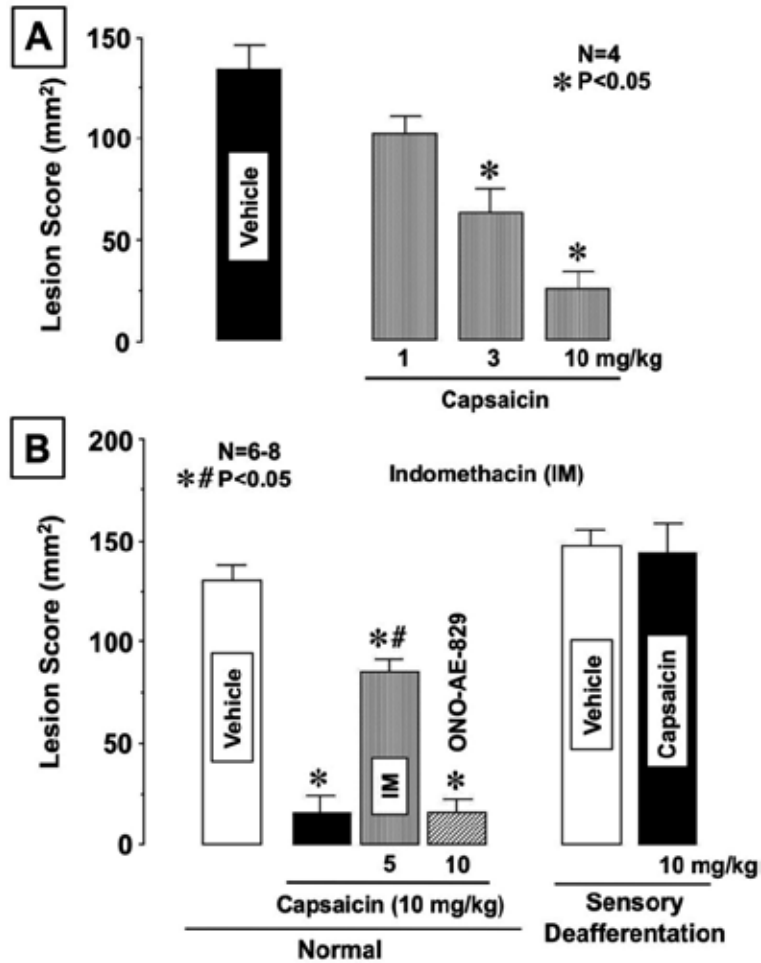 A
Lesion Score (mm²)
150
100
50
0
Vehicle
N=4
* P<0.05
*
*
1 3 10 mg/kg
Capsaicin
B
Lesion Score (mm²)
200
150
100
50
0
N=6-8
*# P<0.05
Indomethacin (IM)
Vehicle
*
*#
IM
ONO-AE-829
*
Vehicle
Capsaicin
5 10
10 mg/kg
Capsaicin (10 mg/kg)
Normal
Sensory
Deafferentation